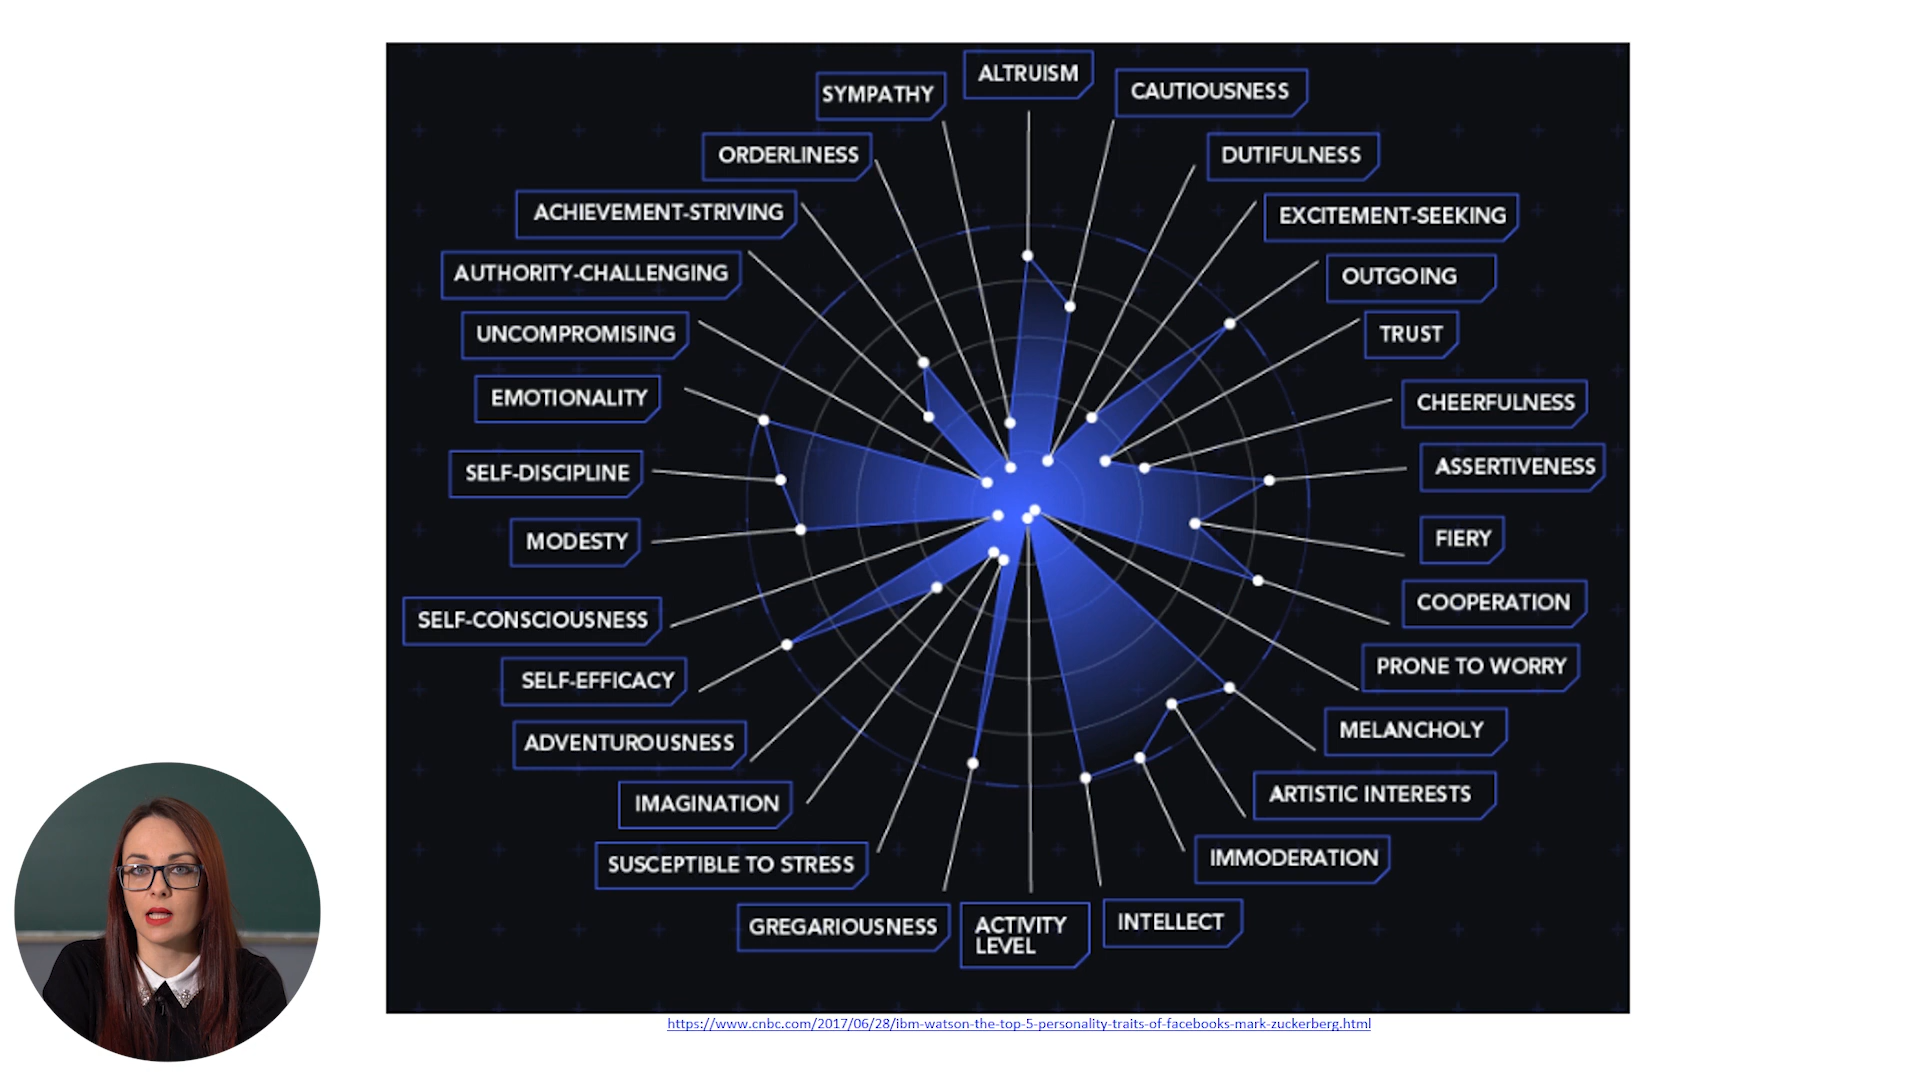 ALTRUISM
SYMPATHY
CAUTIOUSNESS
ORDERLINESS
DUTIFULNESS
ACHIEVEMENT-STRIVING
EXCITEMENT-SEEKING
AUTHORITY-CHALLENGING
OUTGOING
UNCOMPROMISING
TRUST
EMOTIONALITY
CHEERFULNESS
SELF-DISCIPLINE
ASSERTIVENESS
MODESTY
FIERY
SELF-CONSCIOUSNESS
COOPERATION
SELF-EFFICACY
PRONE TO WORRY
ADVENTUROUSNESS
MELANCHOLY
IMAGINATION
ARTISTIC INTERESTS
SUSCEPTIBLE TO STRESS
IMMODERATION
GREGARIOUSNESS
ACTIVITY
LEVEL
INTELLECT
https://www.cnbc.com/2017/06/28/ibm-watson-the-top-5-personality-traits-of-facebooks-mark-zuckerberg.html